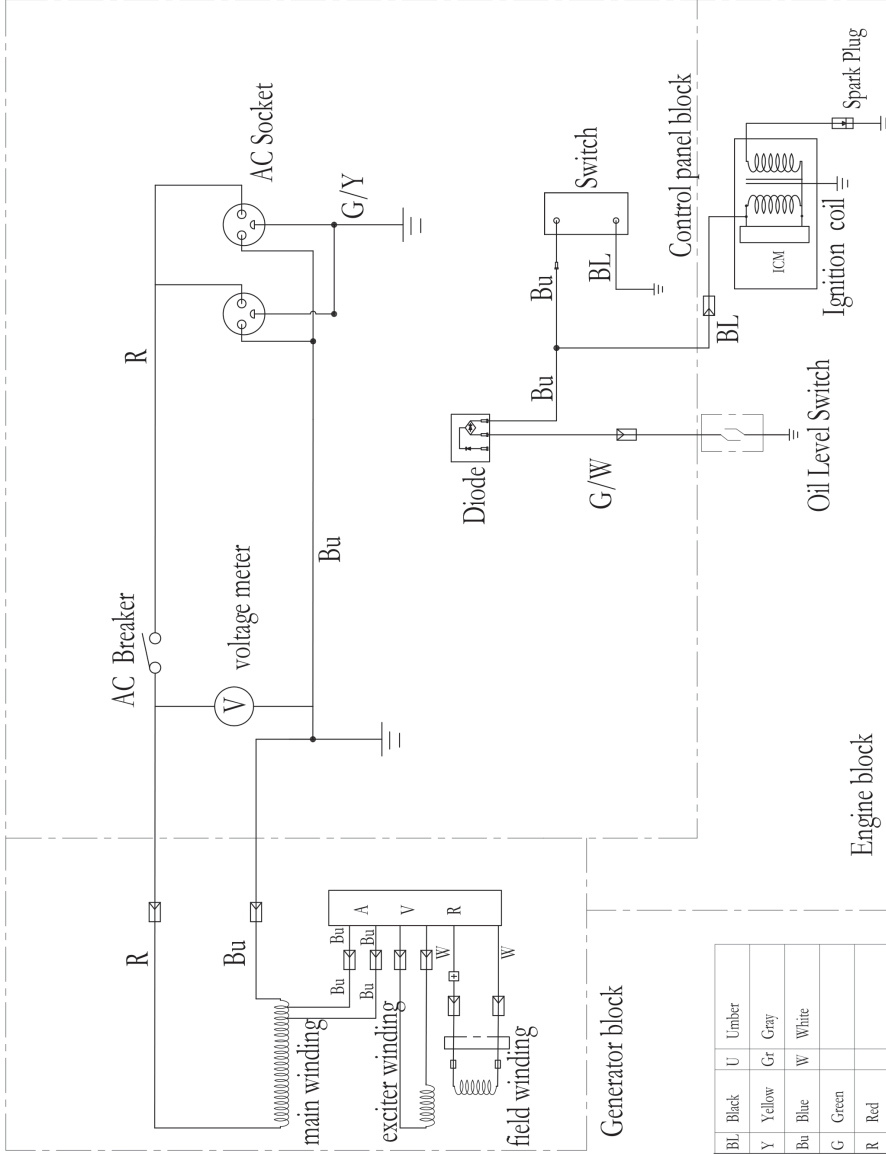 R
AC Breaker
R
AC Socket
V
voltage meter
Bu
G/Y
R
Bu
main winding
exciter winding
field winding
Bu
Bu
Bu
Bu
W
W
A
V
R
Generator block
Diode
Bu
Bu
Switch
BL
G/W
BL
Control panel block
Oil Level Switch
ICM
Ignition coil
Spark Plug
Engine block
BL Black U Umber
Y Yellow Gr Gray
Bu Blue W White
G Green
R Red